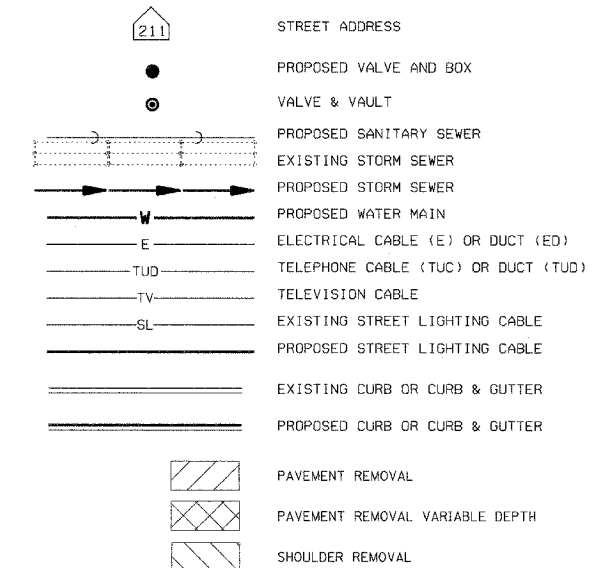 211 STREET ADDRESS
PROPOSED VALVE AND BOX
VALVE & VAULT
PROPOSED SANITARY SEWER
EXISTING STORM SEWER
PROPOSED STORM SEWER
W PROPOSED WATER MAIN
E ELECTRICAL CABLE (E) OR DUCT (ED)
TUD TELEPHONE CABLE (TUC) OR DUCT (TUD)
TV TELEVISION CABLE
SL EXISTING STREET LIGHTING CABLE
PROPOSED STREET LIGHTING CABLE
EXISTING CURB OR CURB & GUTTER
PROPOSED CURB OR CURB & GUTTER
PAVEMENT REMOVAL
PAVEMENT REMOVAL VARIABLE DEPTH
SHOULDER REMOVAL